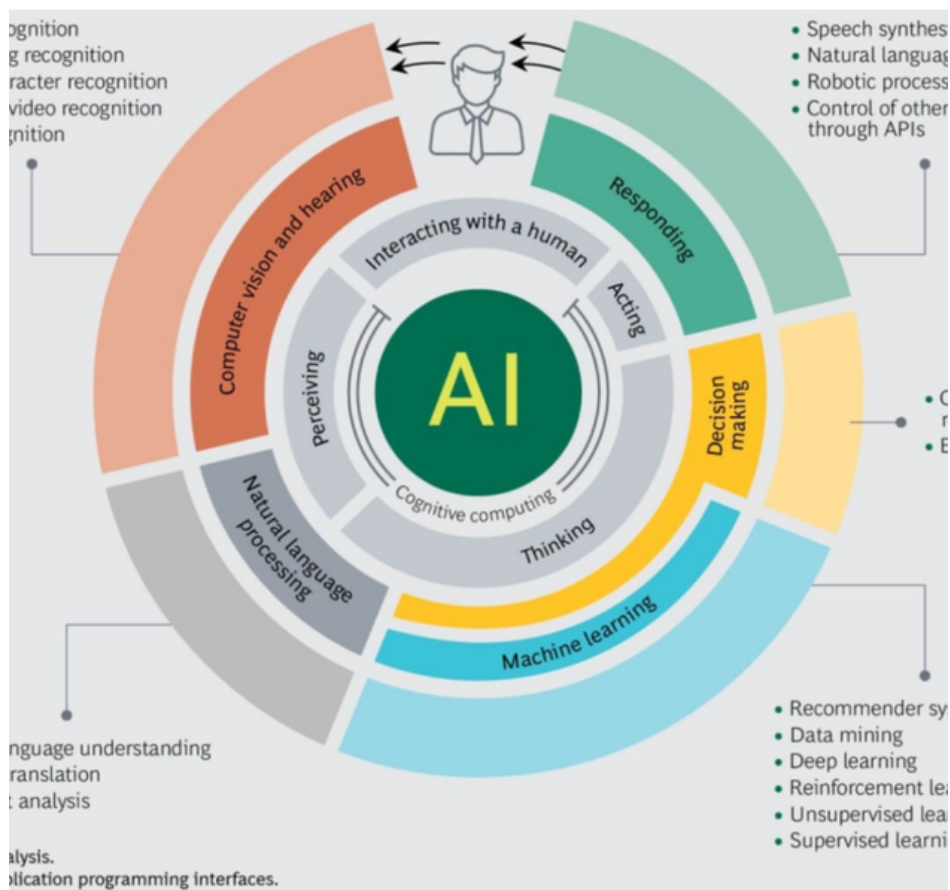 ognition
g recognition
racter recognition
video recognition
gnition
• Speech synthes
• Natural languag
• Robotic process
• Control of other
through APIs
Computer vision and hearing
Interacting with a human
Responding
Acting
Perceiving
AI
Cognitive computing
Decision
making
Natural language
processing
Thinking
Machine learning
• Recommender sy
• Data mining
• Deep learning
• Reinforcement lea
• Unsupervised lear
• Supervised learni
nguage understanding
ranslation
t analysis
alysis.
plication programming interfaces.